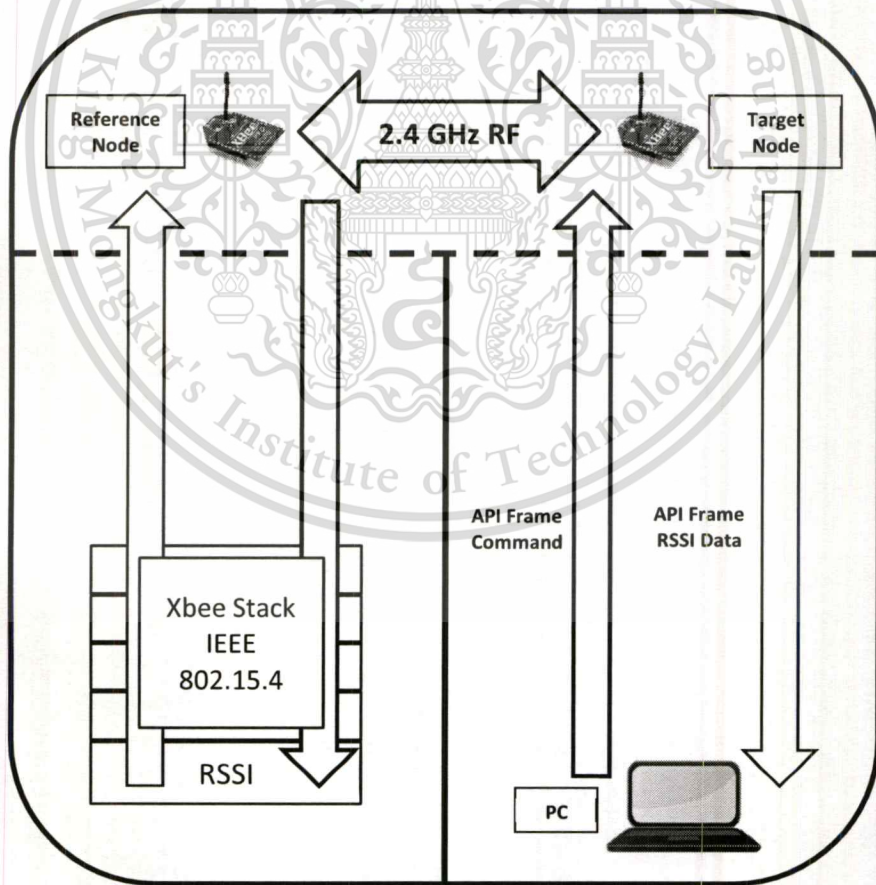 Reference
Node
XBee
2.4 GHz RF
Target
Node
King Mongkut's Institute of Technology Ladkrabang
API Frame
Command
API Frame
RSSI Data
Xbee Stack
IEEE
802.15.4
RSSI
PC